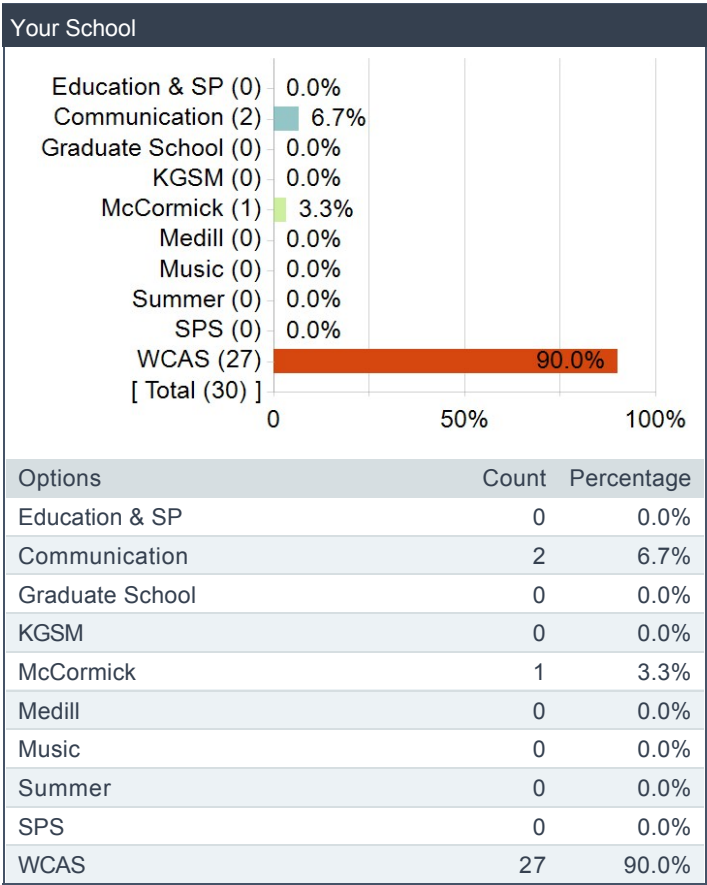 Your School
Education & SP (0) 0.0%
Communication (2) 6.7%
Graduate School (0) 0.0%
KGSM (0) 0.0%
McCormick (1) 3.3%
Medill (0) 0.0%
Music (0) 0.0%
Summer (0) 0.0%
SPS (0) 0.0%
WCAS (27) 90.0%
[ Total (30) ]
0 50% 100%
Options Count Percentage
Education & SP 0 0.0%
Communication 2 6.7%
Graduate School 0 0.0%
KGSM 0 0.0%
McCormick 1 3.3%
Medill 0 0.0%
Music 0 0.0%
Summer 0 0.0%
SPS 0 0.0%
WCAS 27 90.0%